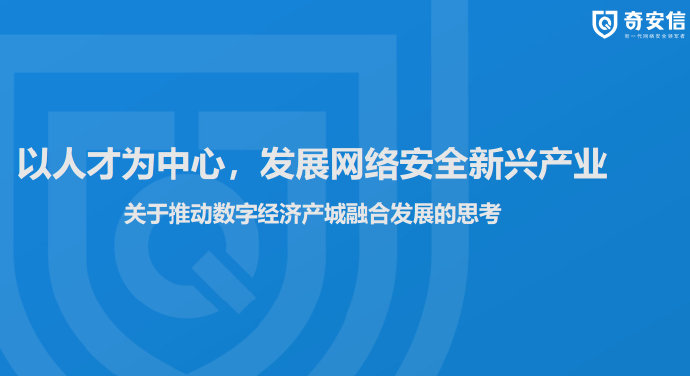 奇安信
新一代网络安全领军者
以人才为中心，发展网络安全新兴产业
关于推动数字经济产城融合发展的思考